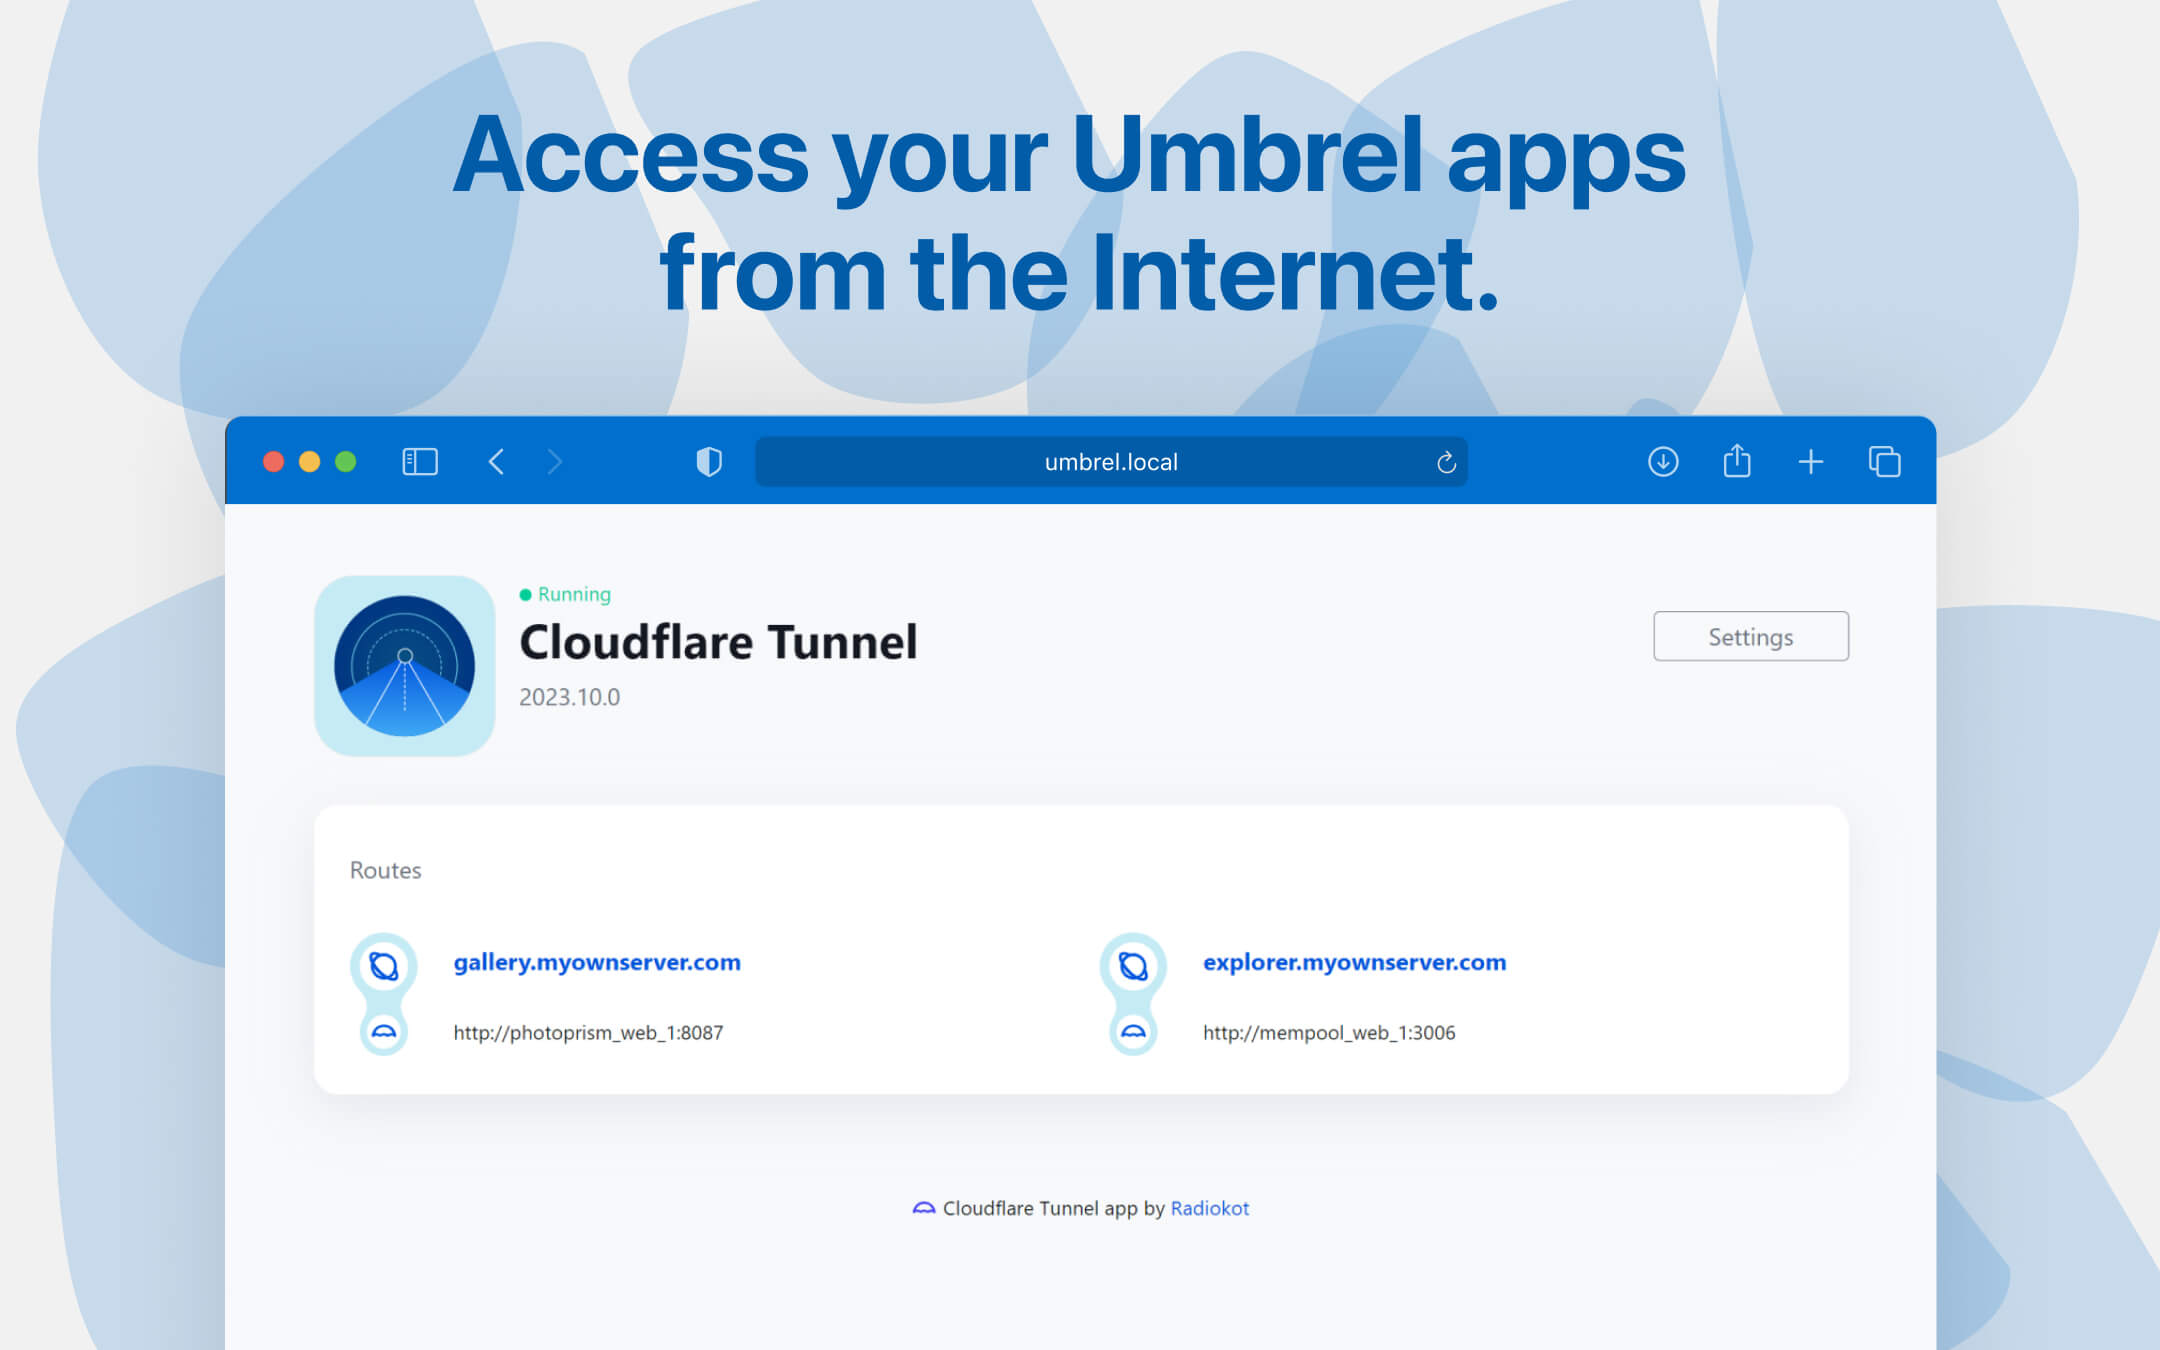 Access your Umbrel apps
from the Internet.
umbrel.local
Running
Cloudflare Tunnel
2023.10.0
Settings
Routes
gallery.myownserver.com
http://photoprism_web_1:8087
explorer.myownserver.com
http://mempool_web_1:3006
Cloudflare Tunnel app by Radiokot